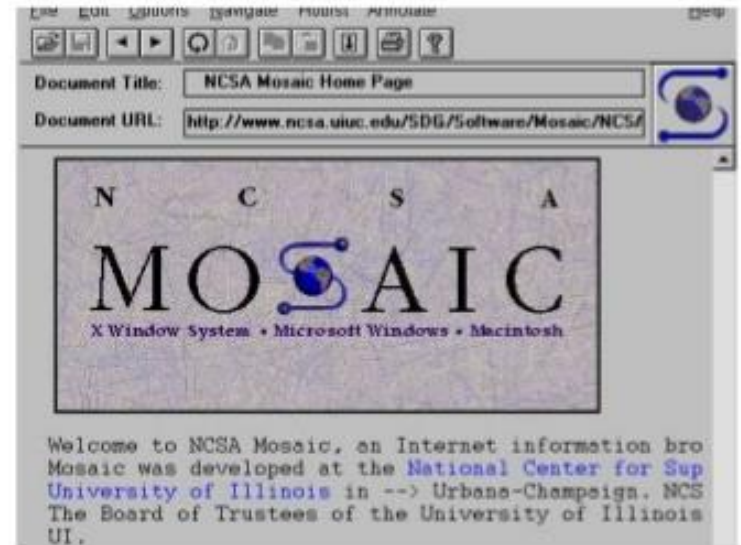 File Edit Options Navigate Hotlist Annotate Help
Document Title: NCSA Mosaic Home Page
Document URL: http://www.ncsa.uiuc.edu/SDG/Software/Mosaic/NCS
N C S A
MOSAIC
X Window System • Microsoft Windows • Macintosh
Welcome to NCSA Mosaic, an Internet information bro
Mosaic was developed at the National Center for Sup
University of Illinois in --> Urbana-Champaign. NCS
The Board of Trustees of the University of Illinois
UI.